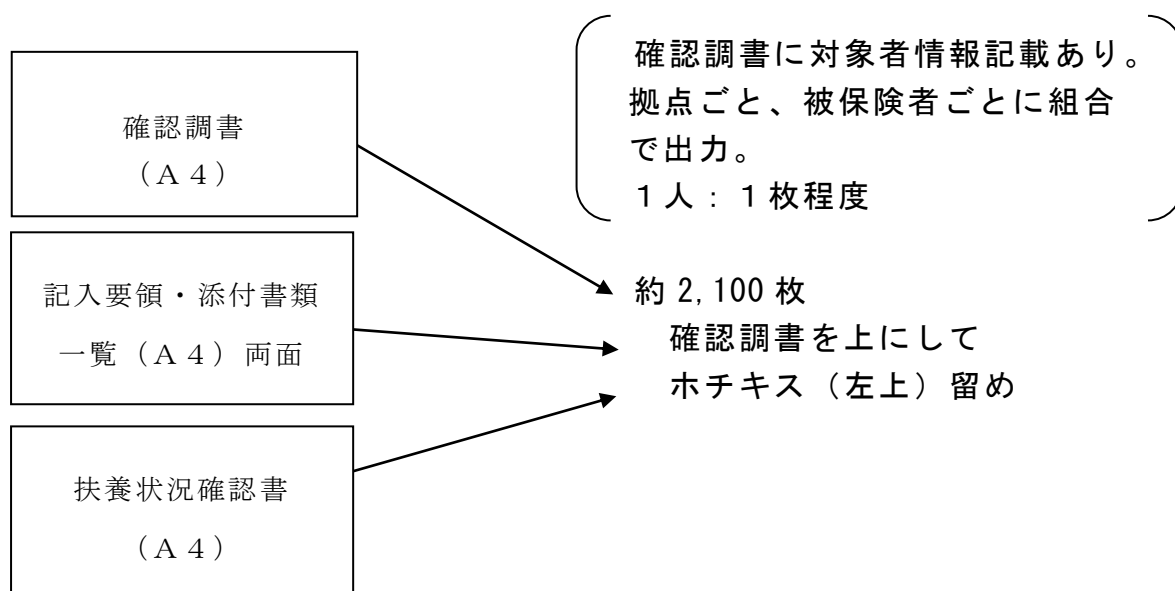 確認調書
（Ａ４）
記入要領・添付書類
一覧（Ａ４）両面
扶養状況確認書
（Ａ４）
確認調書に対象者情報記載あり。
拠点ごと、被保険者ごとに組合
で出力。
１人：１枚程度
約 2,100 枚
確認調書を上にして
ホチキス（左上）留め